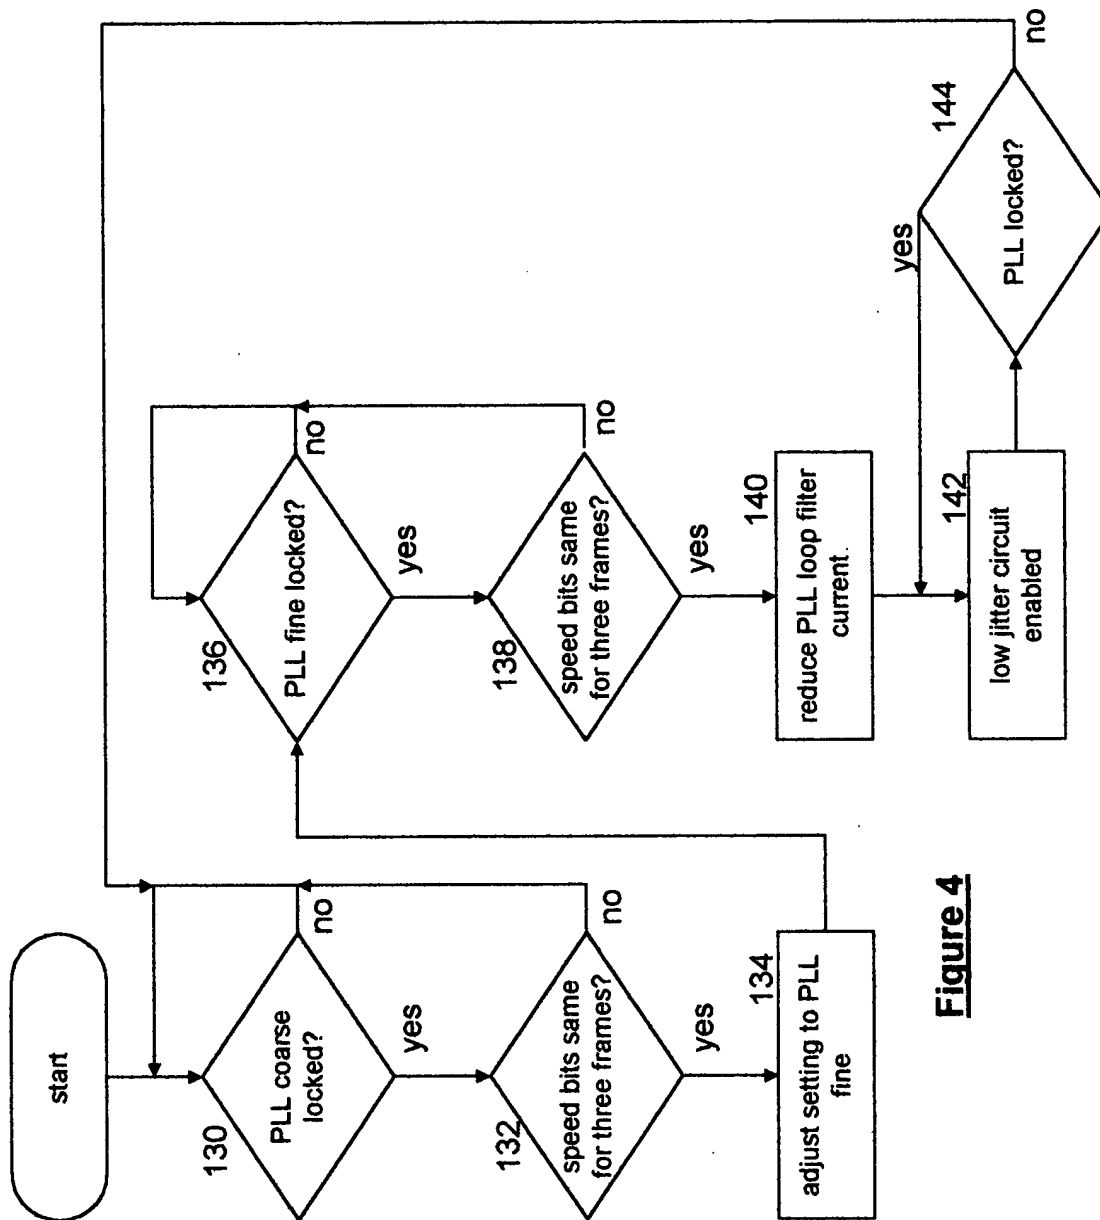 start
130
PLL coarse
locked?
no
yes
132
speed bits same
for three frames?
no
yes
134
adjust setting to PLL
fine
136
PLL fine locked?
no
yes
138
speed bits same
for three frames?
no
yes
140
reduce PLL loop filter
current.
142
low jitter circuit
enabled
yes
144
PLL locked?
no
Figure 4